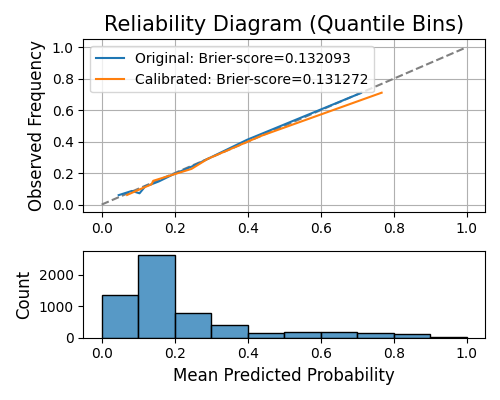 Reliability Diagram (Quantile Bins)
Observed Frequency
1.0
0.8
0.6
0.4
0.2
0.0
Original: Brier-score=0.132093
Calibrated: Brier-score=0.131272
0.0 0.2 0.4 0.6 0.8 1.0
Count
2000
1000
0
0.0 0.2 0.4 0.6 0.8 1.0
Mean Predicted Probability